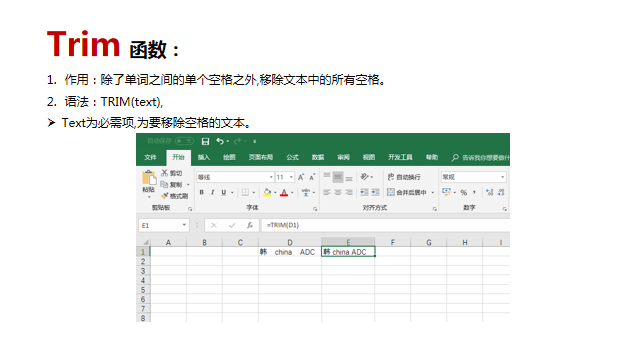 Trim 函数：
1. 作用：除了单词之间的单个空格之外,移除文本中的所有空格。
2. 语法：TRIM(text),
➢ Text为必需项,为要移除空格的文本。
自动保存
文件 开始 插入 绘图 页面布局 公式 数据 审阅 视图 开发工具 帮助 告诉我你想要做什
粘贴 剪切 等线 11 A A 自动换行 常规
复制
格式刷 B I U A 合并后居中 %
剪贴板 字体 对齐方式 数字
E1 fx =TRIM(D1)
A B C D E F G H I
1 韩 china ADC 韩 china ADC
2
3
4
5
6
7
8